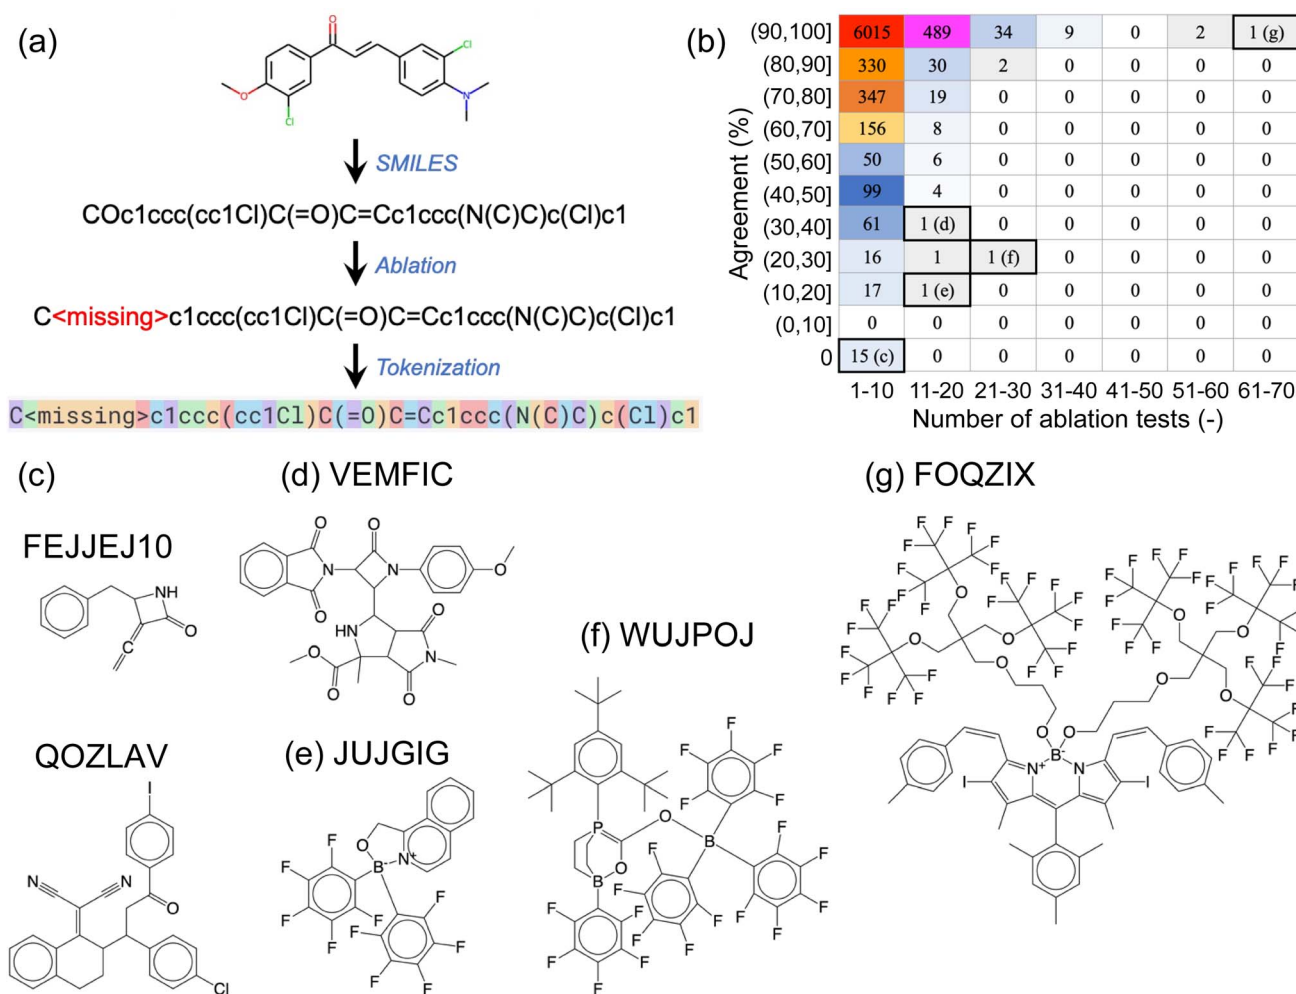 (a)
O
Cl
O
Cl
N
SMILES
COc1ccc(cc1Cl)C(=O)C=Cc1ccc(N(C)C)c(Cl)c1
Ablation
C<missing>c1ccc(cc1Cl)C(=O)C=Cc1ccc(N(C)C)c(Cl)c1
Tokenization
C<missing>c1ccc(cc1Cl)C(=O)C=Cc1ccc(N(C)C)c(Cl)c1
(b)
Agreement (%)
(90,100] 6015 489 34 9 0 2 1 (g)
(80,90] 330 30 2 0 0 0 0
(70,80] 347 19 0 0 0 0 0
(60,70] 156 8 0 0 0 0 0
(50,60] 50 6 0 0 0 0 0
(40,50] 99 4 0 0 0 0 0
(30,40] 61 1 (d) 0 0 0 0 0
(20,30] 16 1 1 (f) 0 0 0 0
(10,20] 17 1 (e) 0 0 0 0 0
(0,10] 0 0 0 0 0 0 0
0 15 (c) 0 0 0 0 0 0
1-10 11-20 21-30 31-40 41-50 51-60 61-70
Number of ablation tests (-)
(c)
FEJJEJ10
NH
O
C
QOZLAV
I
N N
O
Cl
(d) VEMFIC
O O
N N
O O
HN O
O N
O O
(e) JUJGIG
O
B N+
F F
F F
F F
F F
F F
(f) WUJPOJ
F F
F F
F
P O B
O
B
F F F F
F F F F
F F F F
F F F
(g) FOQZIX
F F F F F F F F
F F F F F F F F
F F F F F F F F
F F F F F F F F
O O O O
O O O O
O O
N+ B- N
I I